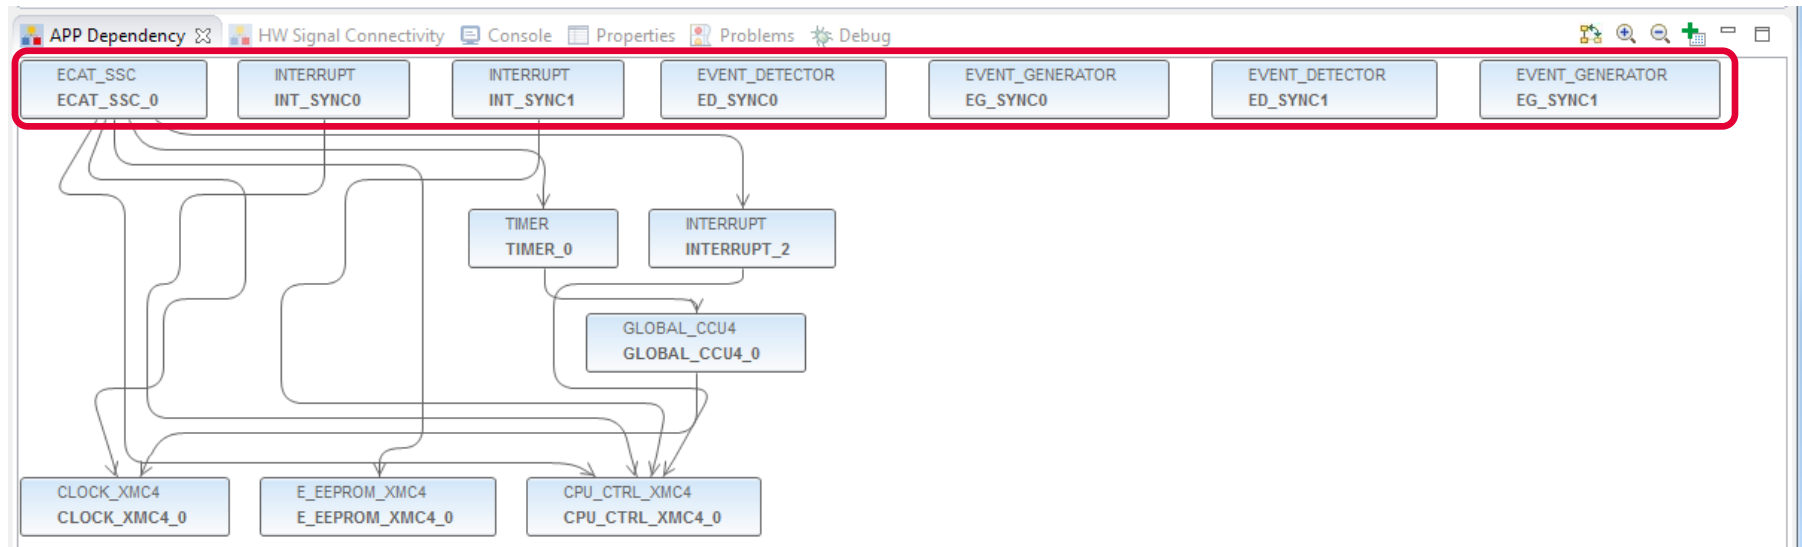 APP Dependency HW Signal Connectivity Console Properties Problems Debug
ECAT_SSC INTERRUPT INTERRUPT EVENT_DETECTOR EVENT_GENERATOR EVENT_DETECTOR EVENT_GENERATOR
ECAT_SSC_0 INT_SYNC0 INT_SYNC1 ED_SYNC0 EG_SYNC0 ED_SYNC1 EG_SYNC1
TIMER INTERRUPT
TIMER_0 INTERRUPT_2
GLOBAL_CCU4
GLOBAL_CCU4_0
CLOCK_XMC4 E_EEPROM_XMC4 CPU_CTRL_XMC4
CLOCK_XMC4_0 E_EEPROM_XMC4_0 CPU_CTRL_XMC4_0